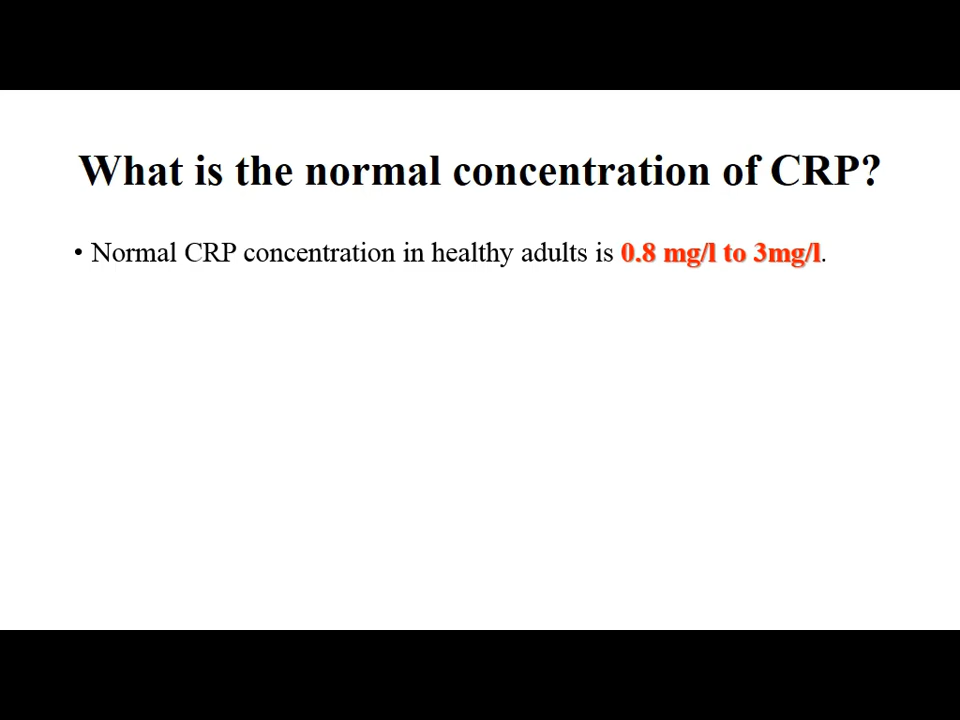 What is the normal concentration of CRP?
• Normal CRP concentration in healthy adults is 0.8 mg/l to 3mg/l.